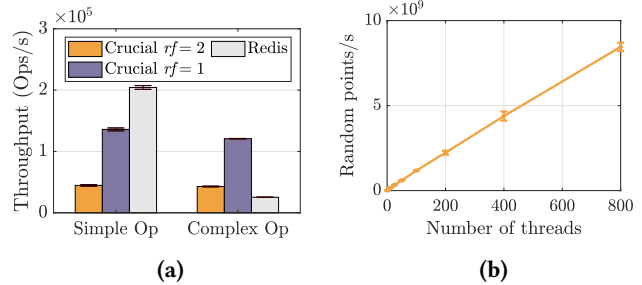 ×10^5
3
2
1
0
Throughput (Ops/s)
Crucial rf = 2
Redis
Crucial rf = 1
Simple Op
Complex Op
(a)
×10^9
10
5
0
Random points/s
0
200
400
600
800
Number of threads
(b)